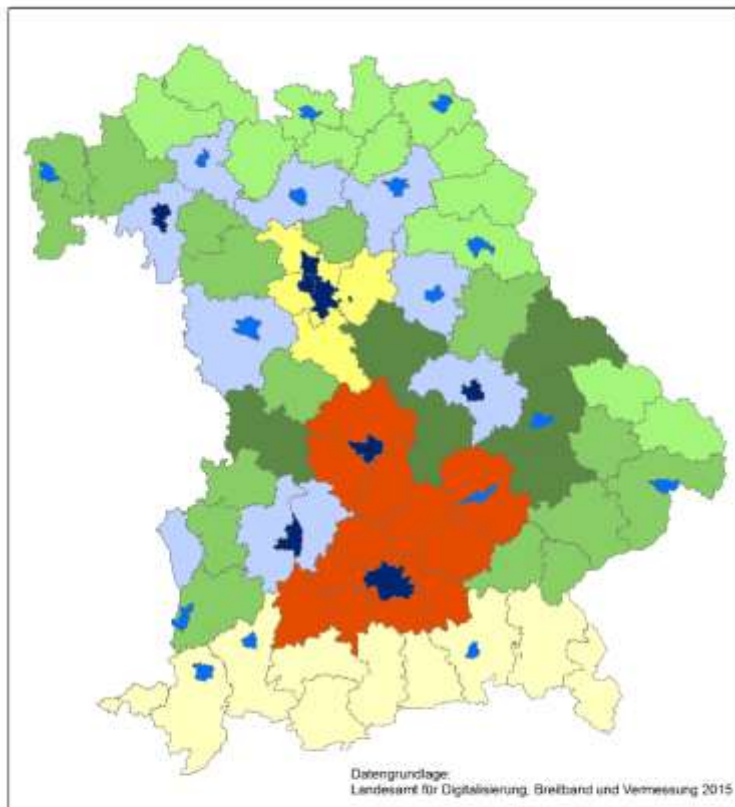 Datengrundlage:
Landesamt für Digitalisierung, Breitband und Vermessung 2015